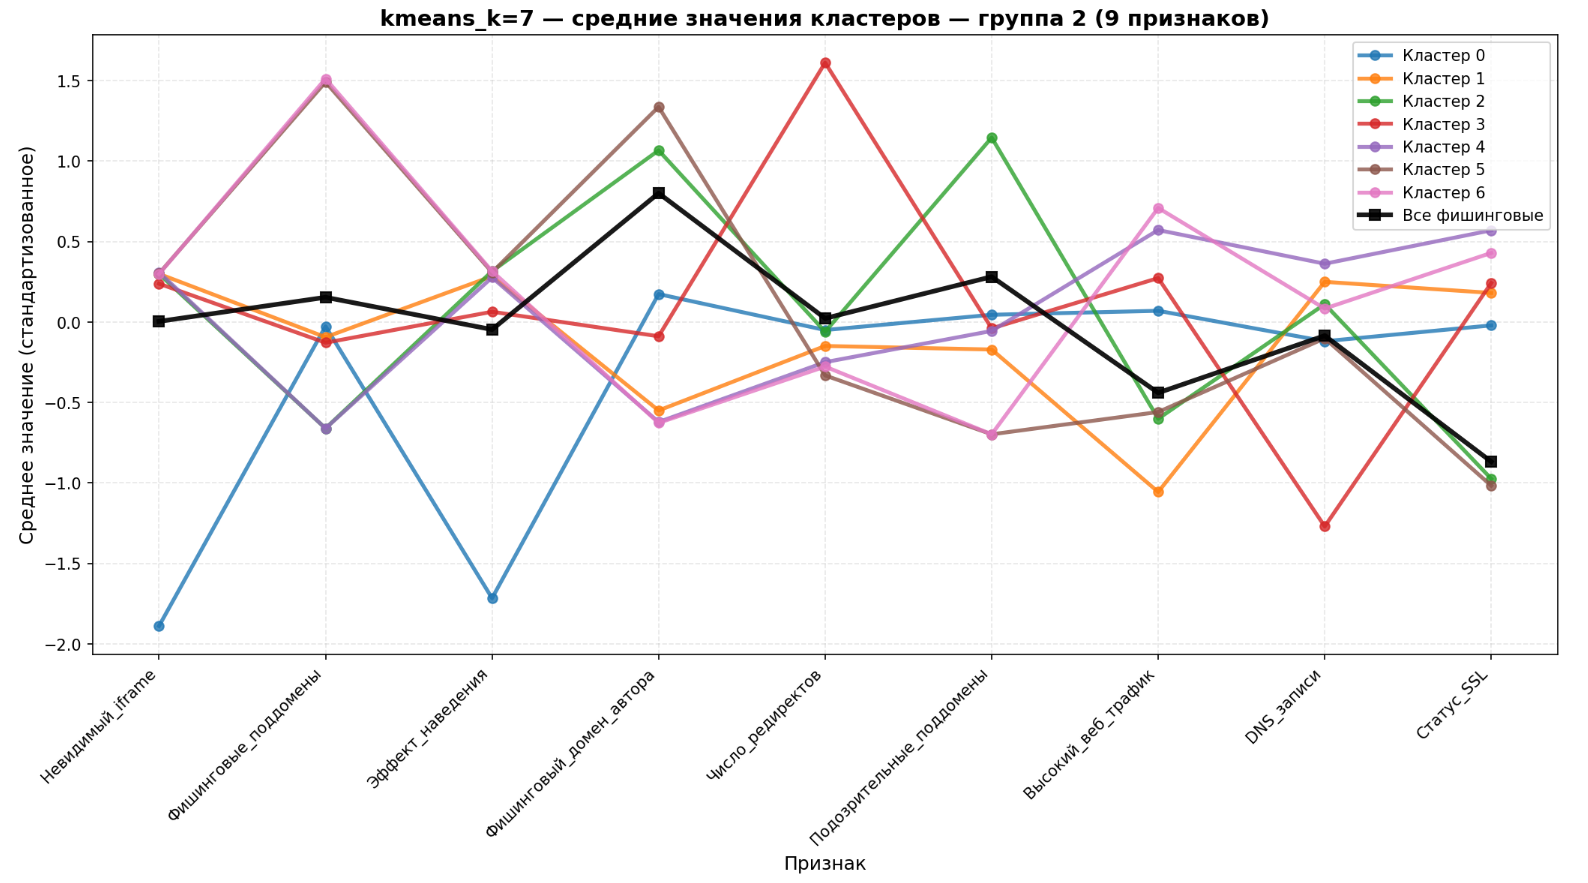 kmeans_k=7 — средние значения кластеров — группа 2 (9 признаков)
Среднее значение (стандартизованное)
1.5
1.0
0.5
0.0
−0.5
−1.0
−1.5
−2.0
Кластер 0
Кластер 1
Кластер 2
Кластер 3
Кластер 4
Кластер 5
Кластер 6
Все фишинговые
Невидимый_iframe
Фишинговые_поддомены
Эффект_наведения
Фишинговый_домен_автора
Число_редиректов
Подозрительные_поддомены
Высокий_веб_трафик
DNS_записи
Статус_SSL
Признак